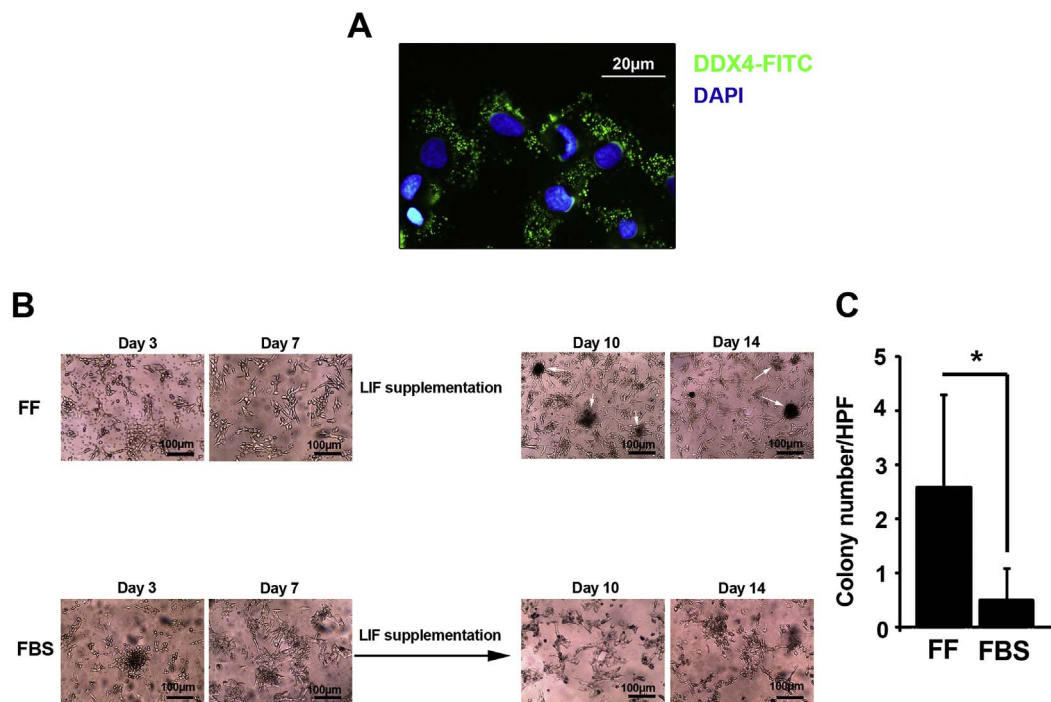 A
20µm
DDX4-FITC
DAPI
B
Day 3
Day 7
Day 10
Day 14
FF
LIF supplementation
100µm
100µm
100µm
100µm
Day 3
Day 7
Day 10
Day 14
FBS
LIF supplementation
100µm
100µm
100µm
100µm
C
Colony number/HPF
5
4
3
2
1
0
*
FF
FBS